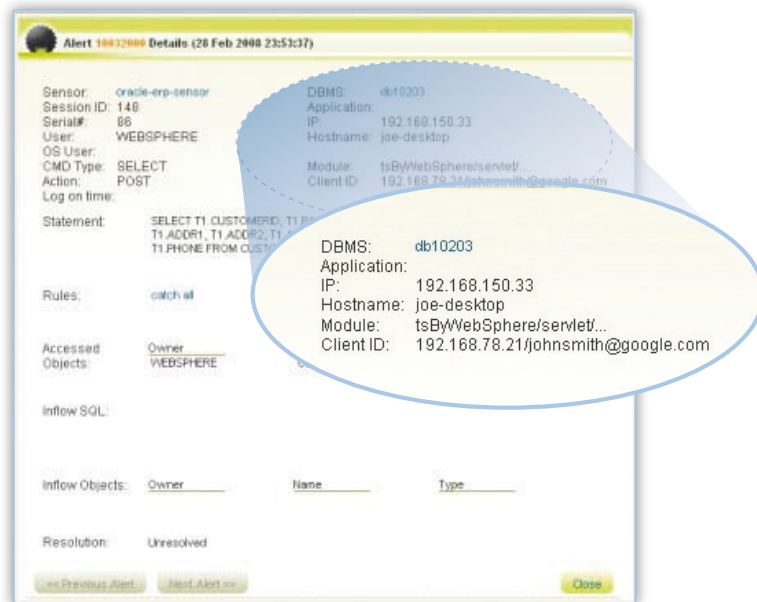 Alert 10032000 Details (28 Feb 2008 23:53:37)
Sensor: oracle-erp-sensor DBMS: db10203
Session ID: 148 Application:
Serial#: 86 IP: 192.168.150.33
User: WEBSPHERE Hostname: joe-desktop
OS User:
CMD Type: SELECT Module: tsByWebSphere/servlet/...
Action: POST Client ID: 192.168.78.21/johnsmith@google.com
Log on time:
Statement: SELECT T1.CUSTOMERID,
T1.ADDR1, T1.ADDR2,
T1.PHONE FROM
DBMS: db10203
Application:
IP: 192.168.150.33
Hostname: joe-desktop
Module: tsByWebSphere/servlet/...
Client ID: 192.168.78.21/johnsmith@google.com
Rules: catch all
Accessed Owner
Objects: WEBSPHERE
Inflow SQL:
Inflow Objects: Owner Name Type
Resolution: Unresolved
<< Previous Alert Next Alert >> Close